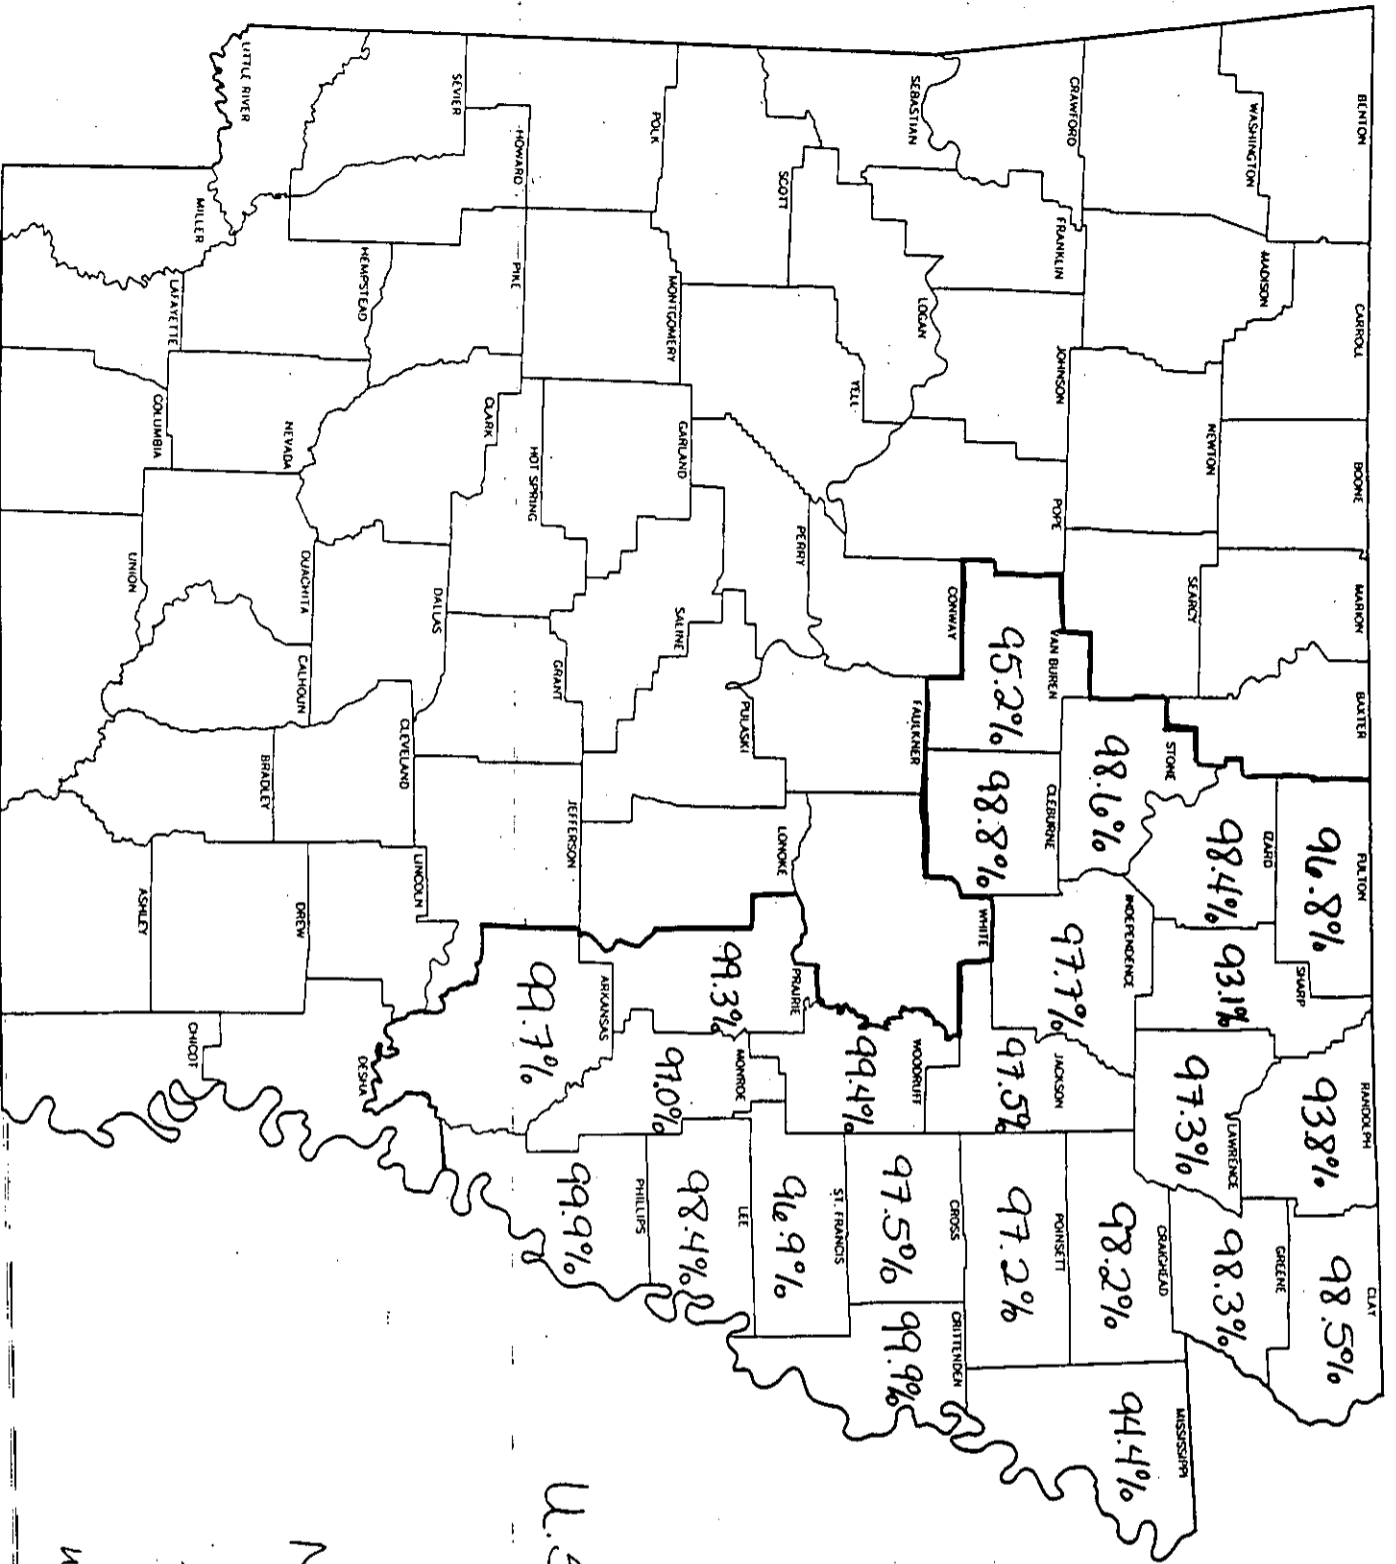 BENTON
CARROLL
BOONE
MARION
BAXTER
FULTON
96.8%
RANDOLPH
93.8%
CLAY
98.5%
WASHINGTON
MADISON
NEWTON
SEARCY
STONE
98.6%
IZARD
98.4%
SHARP
93.1%
LAWRENCE
97.3%
GREENE
98.3%
CRAWFORD
FRANKLIN
JOHNSON
POPE
VAN BUREN
95.2%
CLEBURNE
98.8%
INDEPENDENCE
97.7%
JACKSON
97.5%
CRAIGHEAD
98.2%
MISSISSIPPI
94.4%
POINSETT
97.2%
SEBASTIAN
LOGAN
CONWAY
FAULKNER
WHITE
WOODRUFF
99.4%
CROSS
97.5%
CRITTENDEN
99.9%
SCOTT
YELL
PERRY
PULASKI
LONOKE
PRAIRIE
99.3%
MONROE
97.0%
ST. FRANCIS
96.9%
LEE
98.4%
POLK
MONTGOMERY
GARLAND
SALINE
HOWARD
PIKE
HOT SPRING
GRANT
JEFFERSON
ARKANSAS
99.7%
PHILLIPS
99.9%
SEVIER
CLARK
DALLAS
CLEVELAND
LINCOLN
DESHA
LITTLE RIVER
HEMPSTEAD
NEVADA
OUACHITA
CALHOUN
BRADLEY
DREW
MILLER
LAFAYETTE
COLUMBIA
UNION
ASHLEY
CHICOT
U.S
N